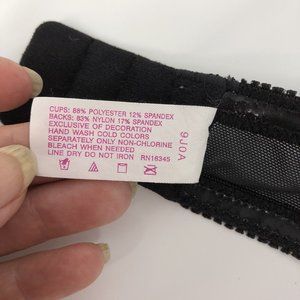 CUPS: 88% POLYESTER 12% SPANDEX
BACKS: 83% NYLON 17% SPANDEX
EXCLUSIVE OF DECORATION
HAND WASH COLD COLORS
SEPARATELY ONLY NON-CHLORINE
BLEACH WHEN NEEDED
LINE DRY DO NOT IRON RN16345
9J0A